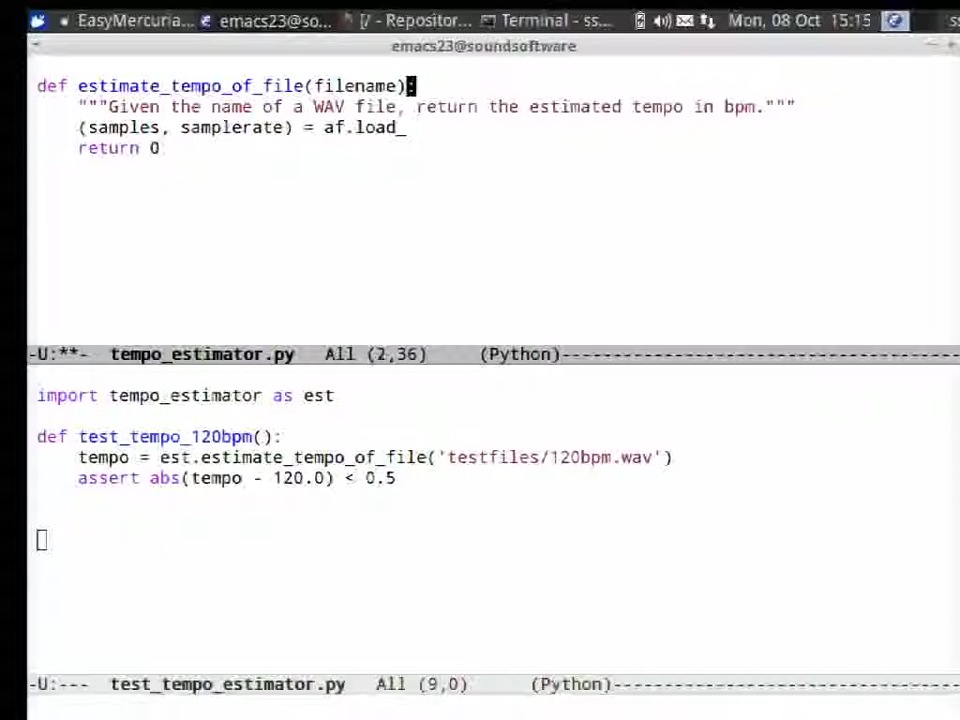 EasyMercuria... emacs23@so... [/ - Repositor... Terminal - ss... Mon, 08 Oct 15:15
emacs23@soundsoftware
def estimate_tempo_of_file(filename):
"""Given the name of a WAV file, return the estimated tempo in bpm."""
(samples, samplerate) = af.load_
return 0
-U:**- tempo_estimator.py All (2,36) (Python)--------------------------------------
import tempo_estimator as est
def test_tempo_120bpm():
tempo = est.estimate_tempo_of_file('testfiles/120bpm.wav')
assert abs(tempo - 120.0) < 0.5
-U:--- test_tempo_estimator.py All (9,0) (Python)---------------------------------